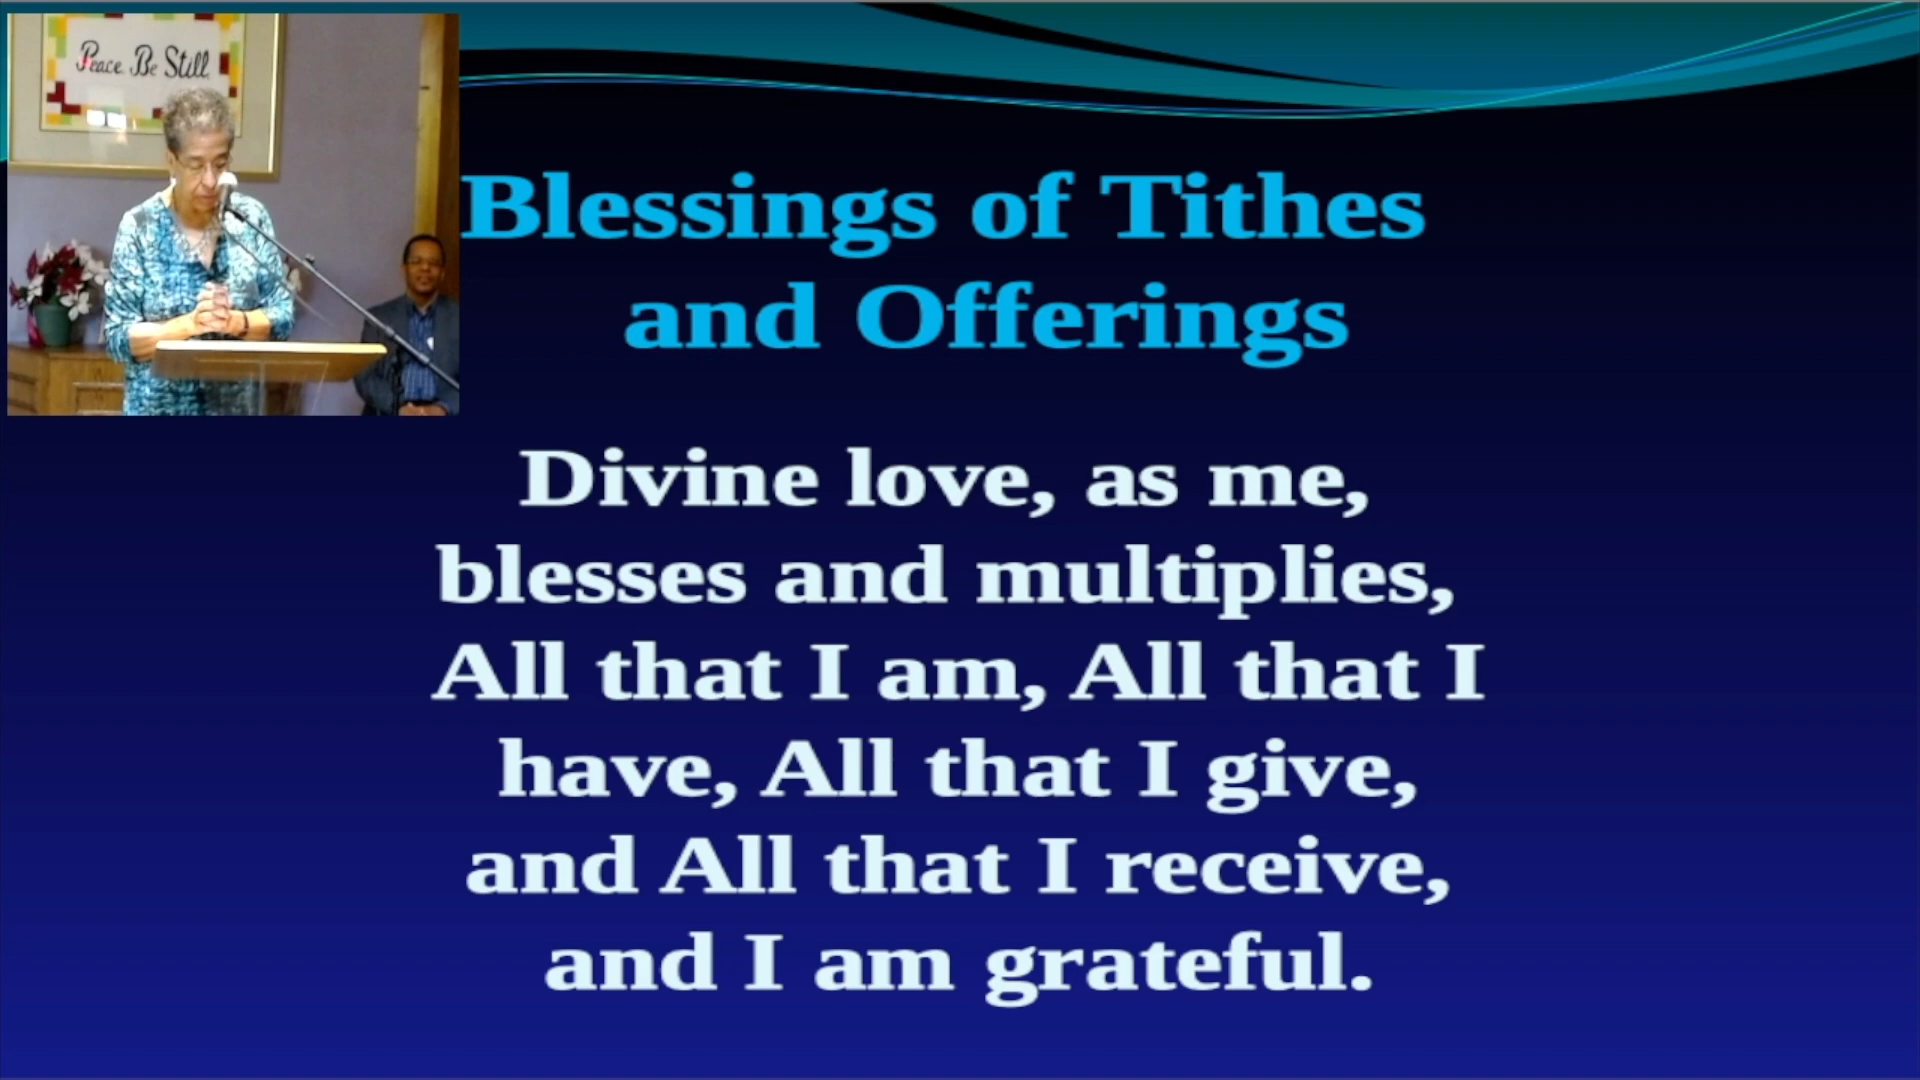 Peace Be Still
Blessings of Tithes
and Offerings
Divine love, as me,
blesses and multiplies,
All that I am, All that I
have, All that I give,
and All that I receive,
and I am grateful.